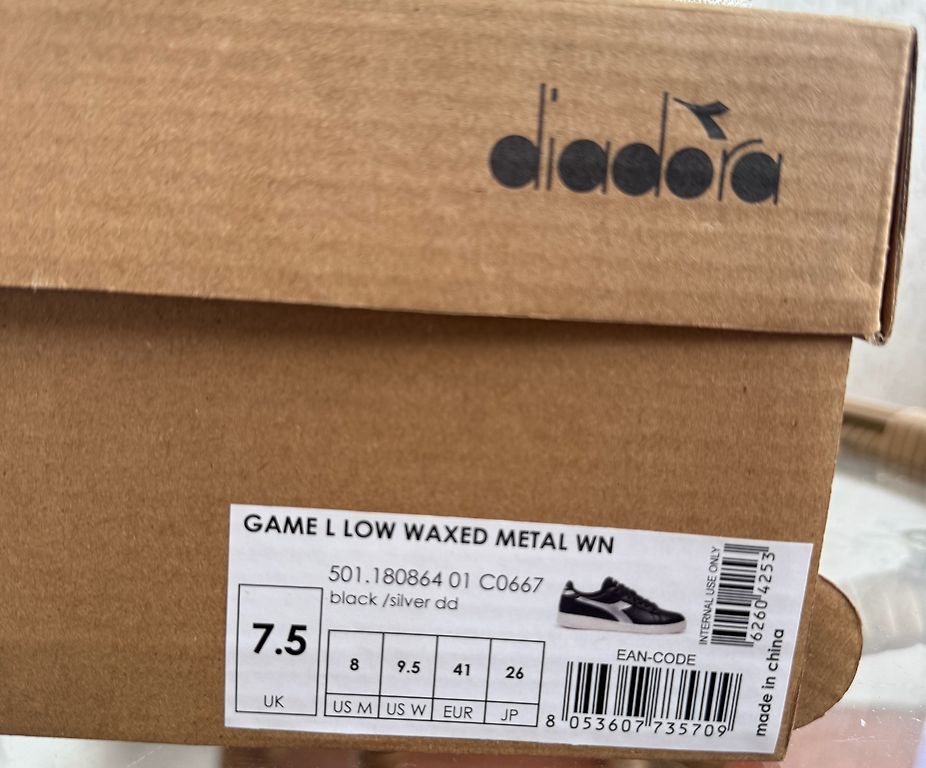 diadora
GAME L LOW WAXED METAL WN
501.180864 01 C0667
black /silver dd
7.5
UK
8 9.5 41 26
US M US W EUR JP
INTERNAL USE ONLY
6260 4253
EAN-CODE
8 053607 735709
made in china